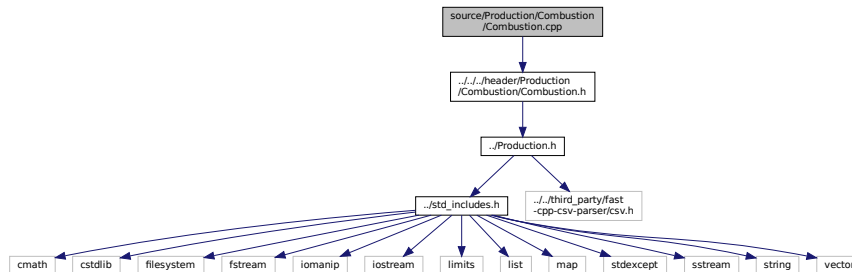 source/Production/Combustion
/Combustion.cpp
../../../header/Production
/Combustion/Combustion.h
../Production.h
../std_includes.h
../../third_party/fast
-cpp-csv-parser/csv.h
cmath
cstdlib
filesystem
fstream
iomanip
iostream
limits
list
map
stdexcept
sstream
string
vector